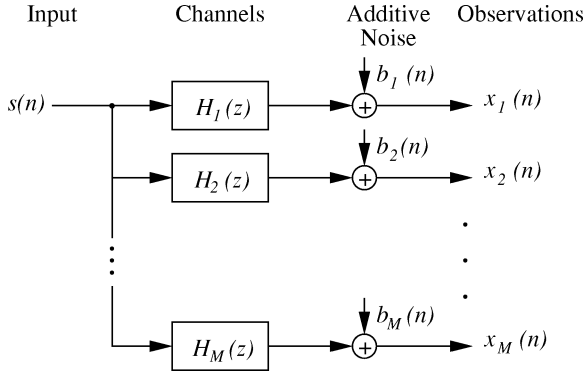 Input Channels Additive Noise Observations
s(n) H1(z) b1(n) x1(n)
H2(z) b2(n) x2(n)
HM(z) bM(n) xM(n)